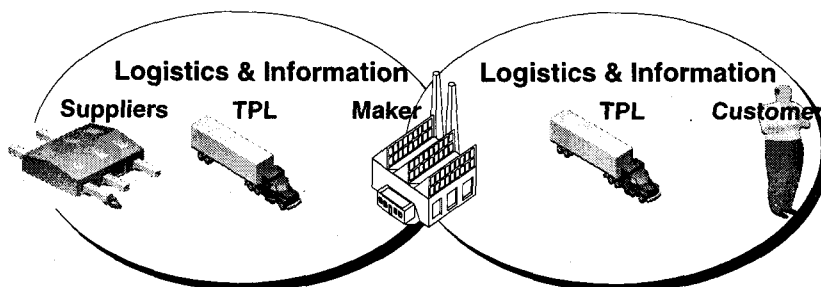 Logistics & Information Logistics & Information
Suppliers TPL Maker TPL Customer